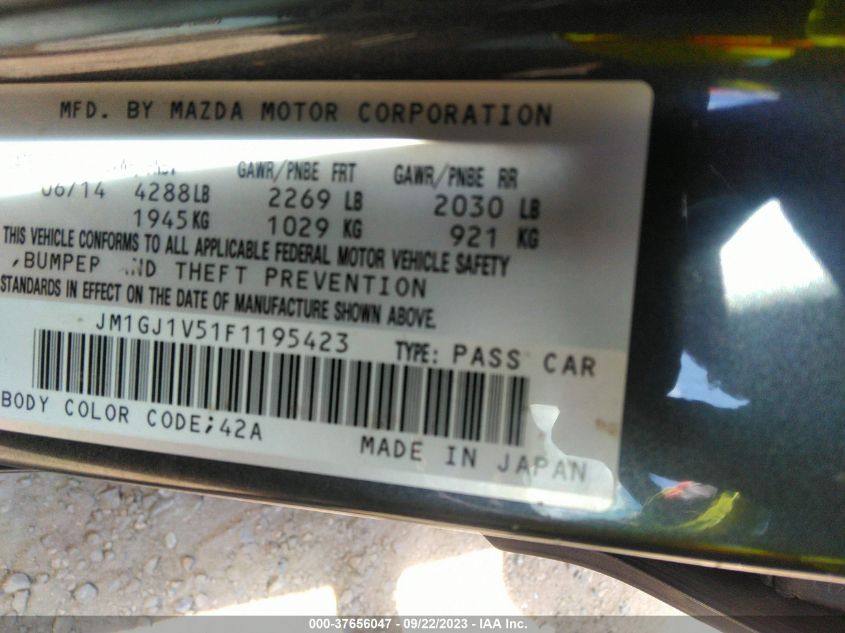 MFD. BY MAZDA MOTOR CORPORATION
GAWR/PNBE FRT GAWR/PNBE RR
06/14 4288LB 2269 LB 2030 LB
1945KG 1029 KG 921 KG
THIS VEHICLE CONFORMS TO ALL APPLICABLE FEDERAL MOTOR VEHICLE SAFETY
,BUMPER AND THEFT PREVENTION
STANDARDS IN EFFECT ON THE DATE OF MANUFACTURE SHOWN ABOVE.
JM1GJ1V51F1195423 TYPE: PASS CAR
BODY COLOR CODE;42A
MADE IN JAPAN
000-37656047 - 09/22/2023 - IAA Inc.